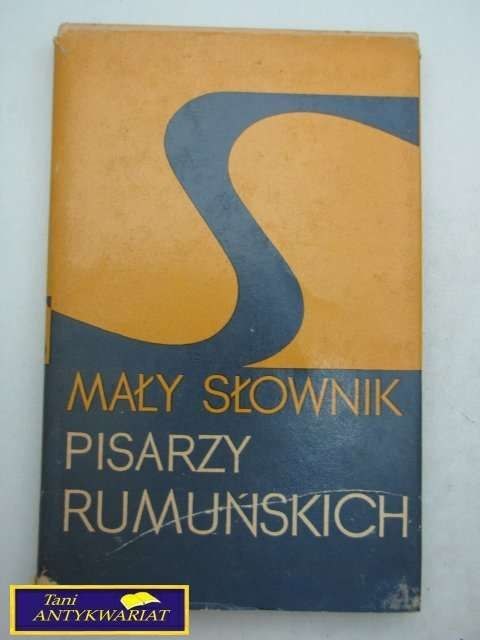 MAŁY SŁOWNIK
PISARZY
RUMUŃSKICH
Tani
ANTYKWARIAT